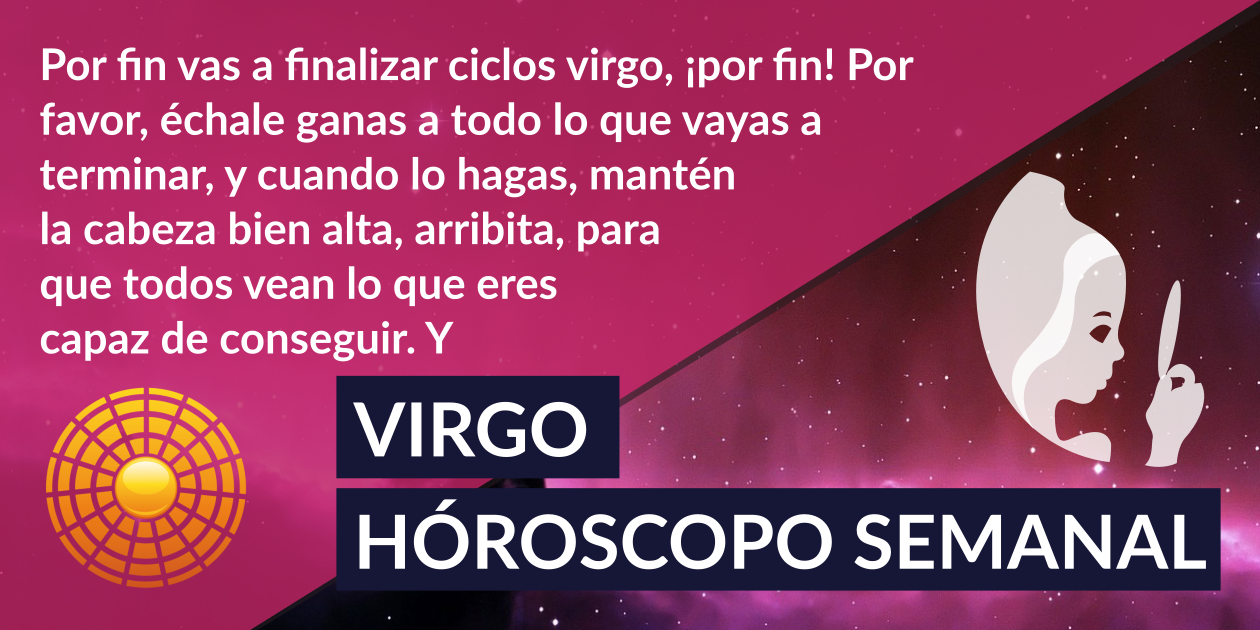 Por fin vas a finalizar ciclos virgo, ¡por fin! Por
favor, échale ganas a todo lo que vayas a
terminar, y cuando lo hagas, mantén
la cabeza bien alta, arribita, para
que todos vean lo que eres
capaz de conseguir. Y
VIRGO
HÓROSCOPO SEMANAL